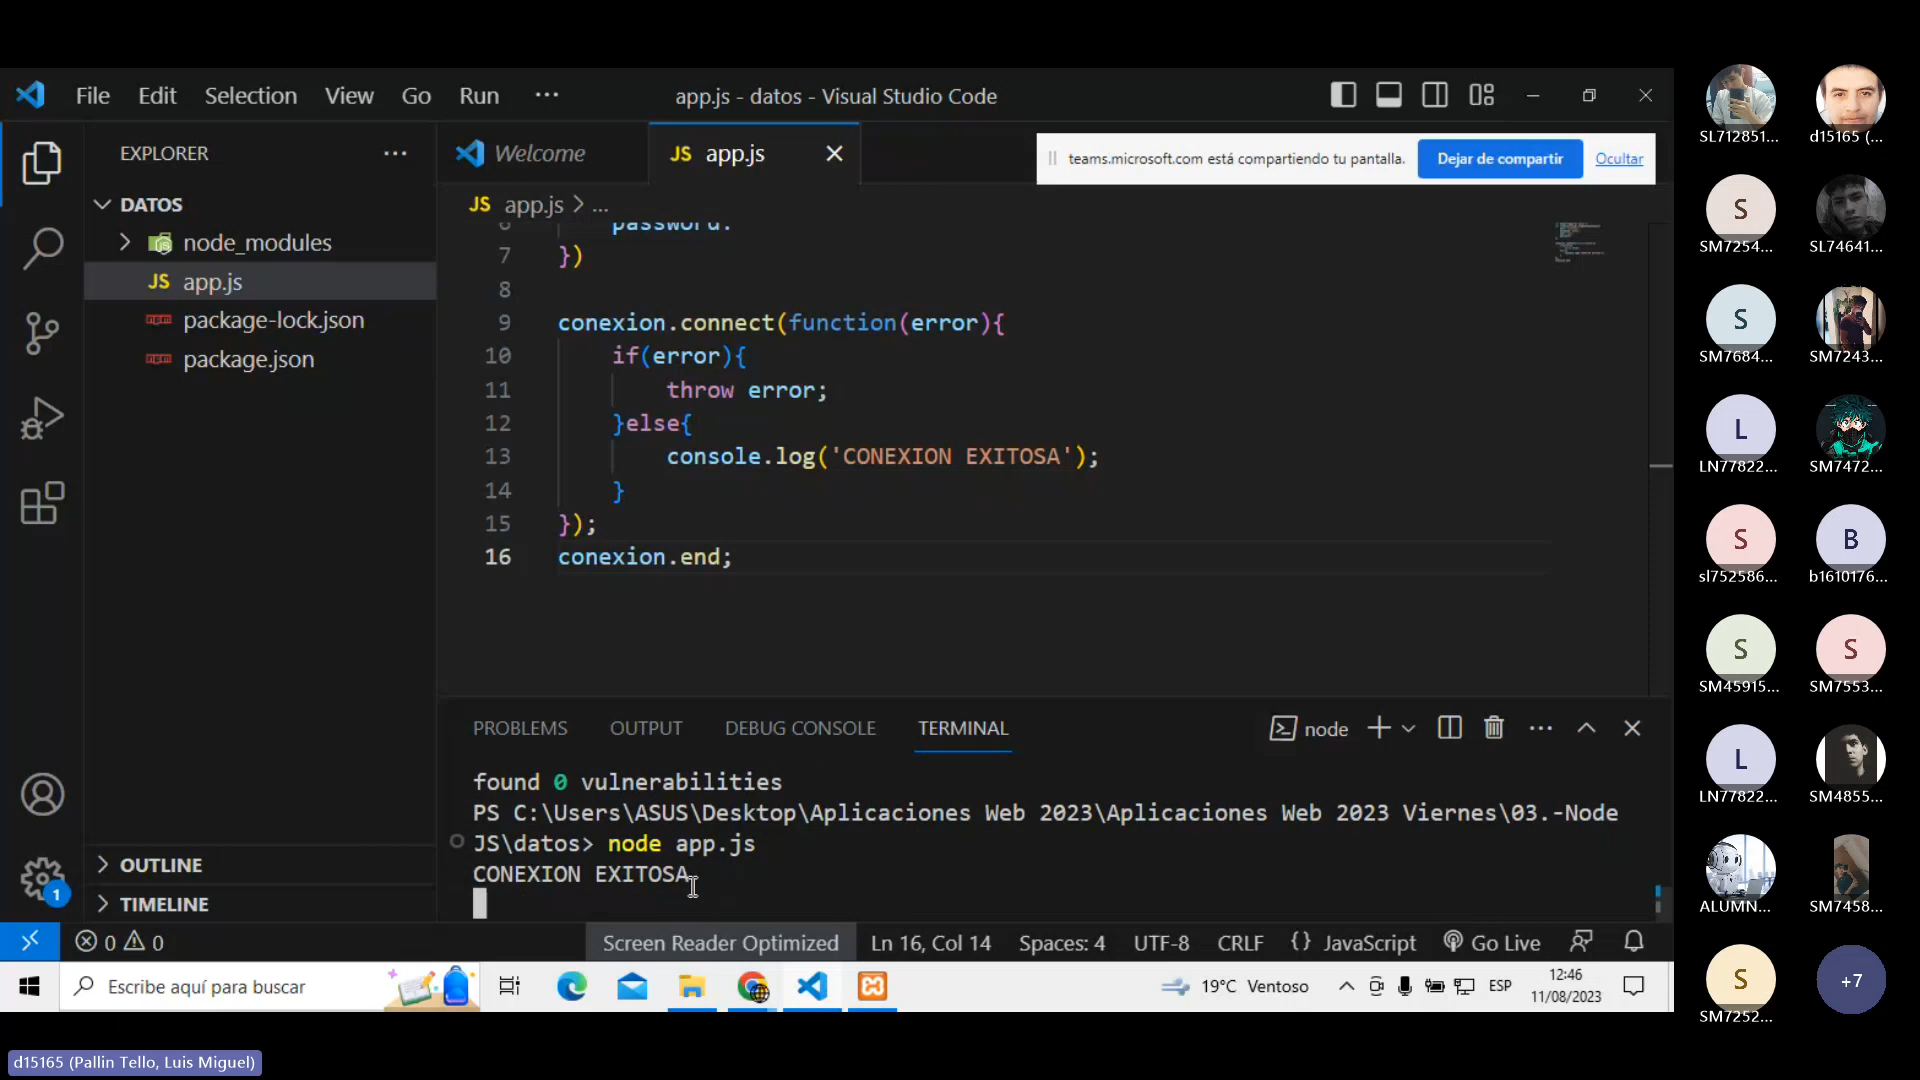 File Edit Selection View Go Run ···
app.js - datos - Visual Studio Code
EXPLORER
Welcome
JS app.js
teams.microsoft.com está compartiendo tu pantalla.
Dejar de compartir
Ocultar
DATOS
node_modules
JS app.js
package-lock.json
package.json
JS app.js > ...
6 password:
7 })
8
9 conexion.connect(function(error){
10 if(error){
11 throw error;
12 }else{
13 console.log('CONEXION EXITOSA');
14 }
15 });
16 conexion.end;
PROBLEMS OUTPUT DEBUG CONSOLE TERMINAL
node
found 0 vulnerabilities
PS C:\Users\ASUS\Desktop\Aplicaciones Web 2023\Aplicaciones Web 2023 Viernes\03.-Node
JS\datos> node app.js
CONEXION EXITOSA
OUTLINE
TIMELINE
1
0 0
Screen Reader Optimized
Ln 16, Col 14
Spaces: 4
UTF-8
CRLF
{} JavaScript
Go Live
Escribe aquí para buscar
19°C Ventoso
ESP
12:46
11/08/2023
SL712851...
d15165 (...
S
SM7254...
SL74641...
S
SM7684...
SM7243...
L
LN77822...
SM7472...
S
sl752586...
B
b1610176...
S
SM45915...
S
SM7553...
L
LN77822...
SM4855...
ALUMN...
SM7458...
S
SM7252...
+7
d15165 (Pallin Tello, Luis Miguel)